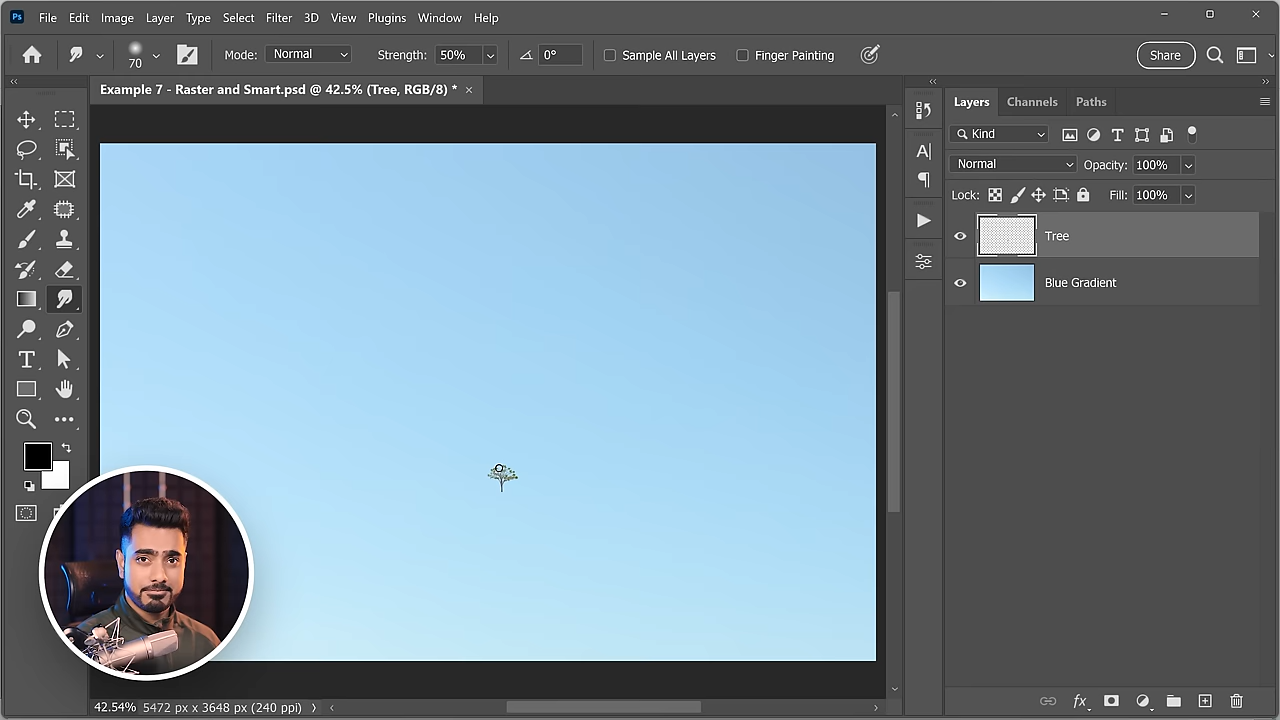 Ps File Edit Image Layer Type Select Filter 3D View Plugins Window Help
70 Mode: Normal Strength: 50% 0° Sample All Layers Finger Painting Share
Example 7 - Raster and Smart.psd @ 42.5% (Tree, RGB/8) * ×
Layers Channels Paths
Kind
Normal Opacity: 100%
Lock: Fill: 100%
Tree
Blue Gradient
42.54% 5472 px x 3648 px (240 ppi)
fx